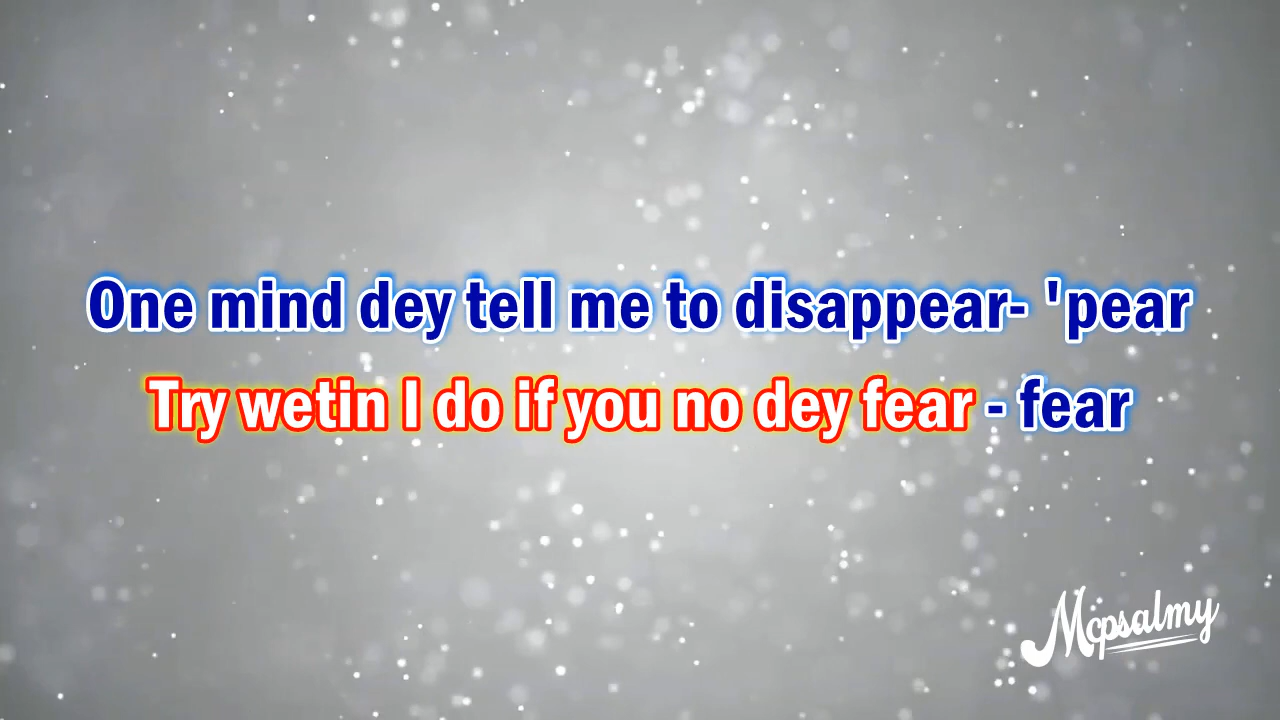 One mind dey tell me to disappear- 'pear
Try wetin I do if you no dey fear - fear
Mcpsalmy